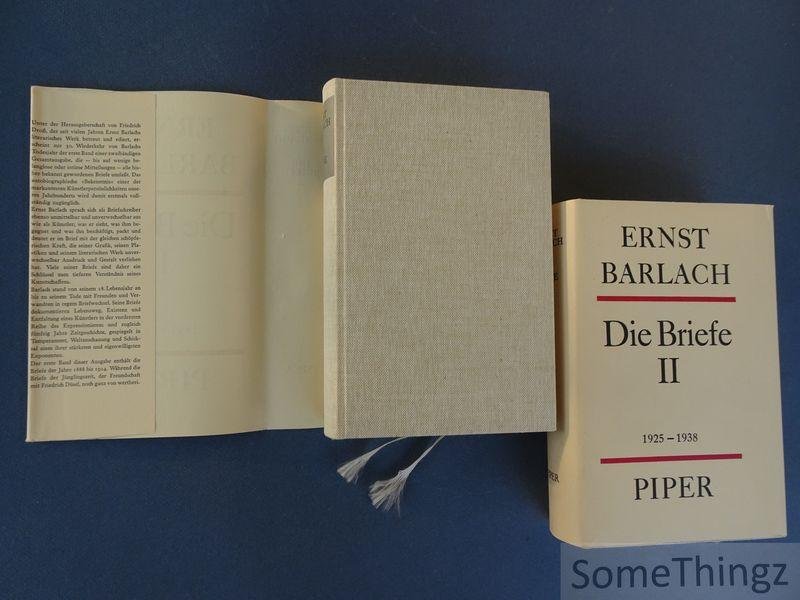 Unter der Herausgeberschaft von Friedrich
Droß, der seit vielen Jahren Ernst Barlachs
literarisches Werk betreut und ediert, er-
scheint zur 30. Wiederkehr von Barlachs
Todesjahr der erste Band einer zweibändigen
Gesamtausgabe, die — bis auf wenige be-
langlose oder intime Mitteilungen — alle bis-
her bekannt gewordenen Briefe umfaßt. Das
autobiographische »Bekenntnis« einer der
markantesten Künstlerpersönlichkeiten unse-
res Jahrhunderts wird damit erstmals voll-
ständig zugänglich.
Ernst Barlach sprach sich als Briefschreiber
ebenso unmittelbar und unverwechselbar aus
wie als Künstler, was er sieht, was ihm be-
gegnet und was ihn beschäftigt, packt und
deutet er im Brief mit der gleichen schöpfe-
rischen Kraft, die seiner Grafik, seinen Pla-
stiken und seinem literarischen Werk unver-
wechselbar Ausdruck und Gestalt verliehen
hat. Viele seiner Briefe sind daher ein
Schlüssel zum tieferen Verständnis seines
Kunstschaffens.
Barlach stand von seinem 18. Lebensjahr an
bis zu seinem Tode mit Freunden und Ver-
wandten in regem Briefwechsel. Seine Briefe
dokumentieren Lebensweg, Existenz und
Entfaltung eines Künstlers in der vordersten
Reihe des Expressionismus und zugleich
fünfzig Jahre Zeitgeschichte, gespiegelt in
Temperament, Weltanschauung und Schick-
sal eines ihrer stärksten und eigenwilligsten
Exponenten.
Der erste Band dieser Ausgabe enthält die
Briefe der Jahre 1888 bis 1924. Während die
Briefe der Jünglingszeit, der Freundschaft
mit Friedrich Düsel, noch ganz von wertheri-
ERNST
BARLACH
Die Briefe
II
1925 – 1938
PIPER
SomeThingz